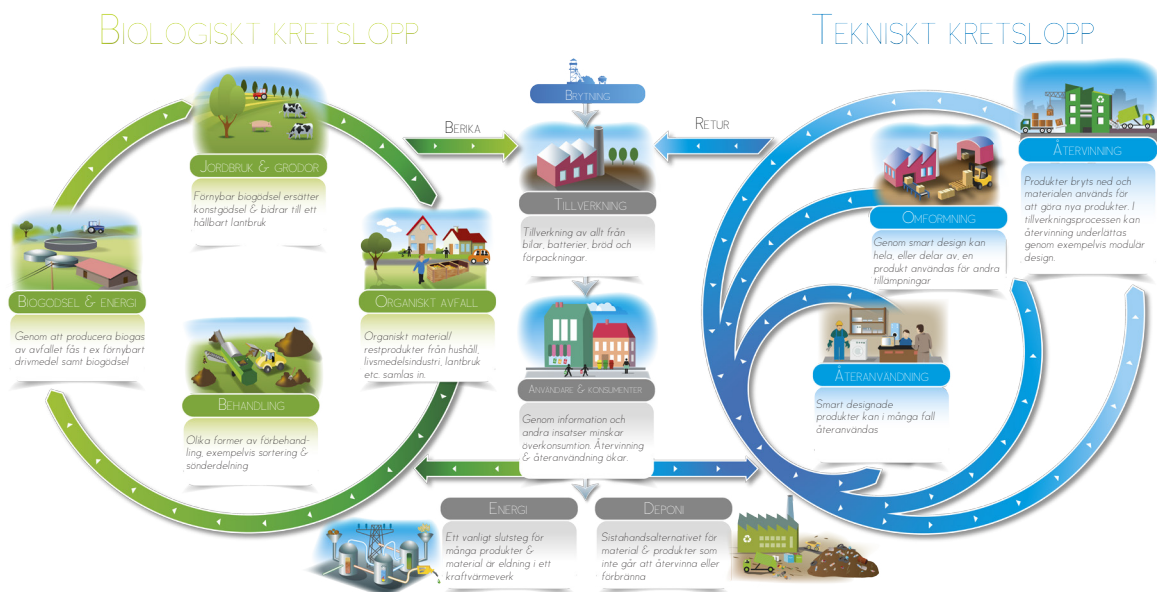 BIOLOGISKT KRETSLOPP
TEKNISKT KRETSLOPP
BRYTNING
BERIKA
RETUR
JORDBRUK & GRÖDOR
Förnybar biogödsel ersätter
konstgödsel & bidrar till ett
hållbart lantbruk
TILLVERKNING
Tillverkning av allt från
bilar, batterier, bröd och
förpackningar.
ÅTERVINNING
Produkter bryts ned och
materialen används för
att göra nya produkter. I
tillverkningsprocessen kan
återvinning underlättas
genom exempelvis modulär
design.
OMFORMNING
Genom smart design kan
hela, eller delar av, en
produkt användas för andra
tillämpningar
BIOGÖDSEL & ENERGI
Genom att producera biogas
av avfallet fås t ex förnybart
drivmedel samt biogödsel
ORGANISKT AVFALL
Organiskt material/
restprodukter från hushåll,
livsmedelsindustri, lantbruk
etc. samlas in.
BEHANDLING
Olika former av förbehand-
ling, exempelvis sortering &
sönderdelning
ANVÄNDARE & KONSUMENTER
Genom information och
andra insatser minskar
överkonsumtion. Återvinning
& återanvändning ökar.
ÅTERANVÄNDNING
Smart designade
produkter kan i många fall
återanvändas
ENERGI
Ett vanligt slutsteg för
många produkter &
material är eldning i ett
kraftvärmeverk
DEPONI
Sistahandsalternativet för
material & produkter som
inte går att återvinna eller
förbränna